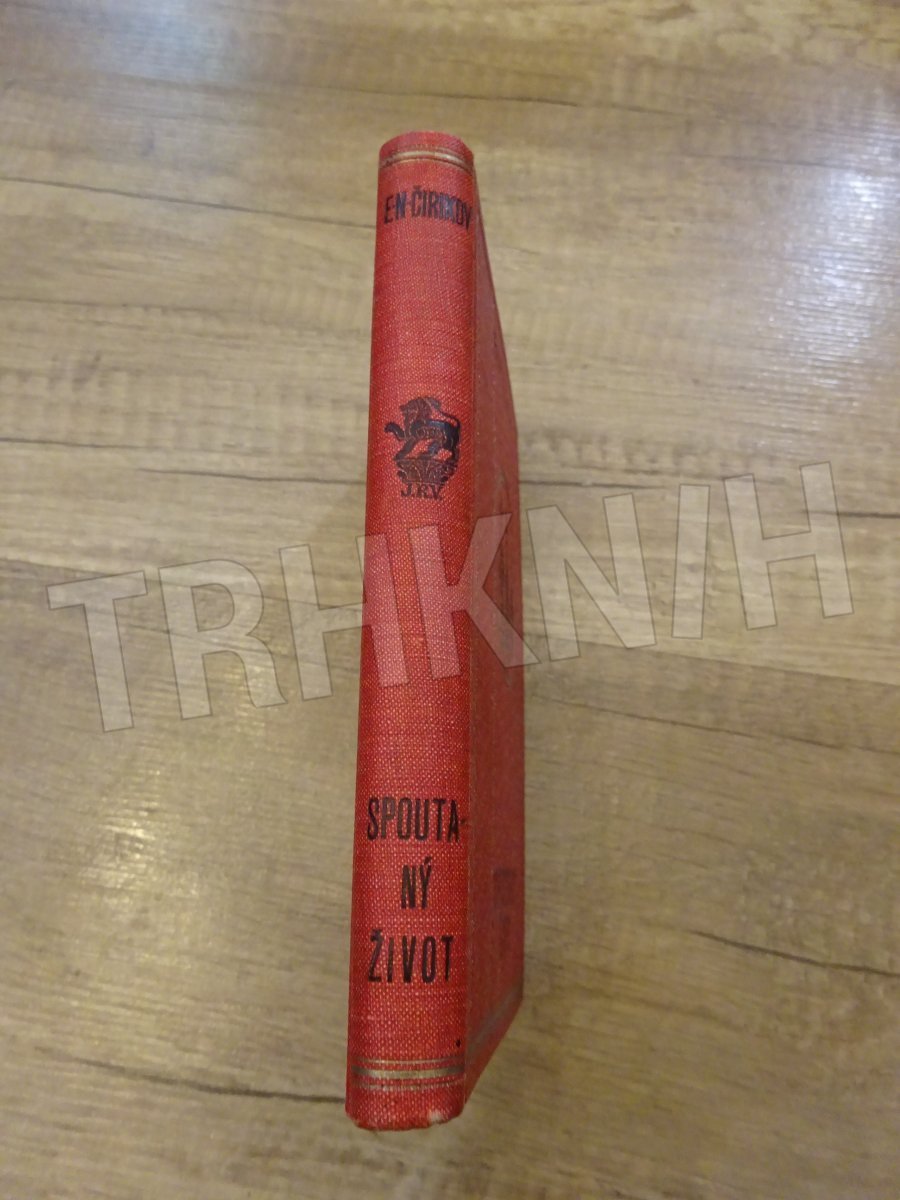 E·N·ČIRIKOV
J.R.V.
TRHKNIH
SPOUTA-
NÝ
ŽIVOT